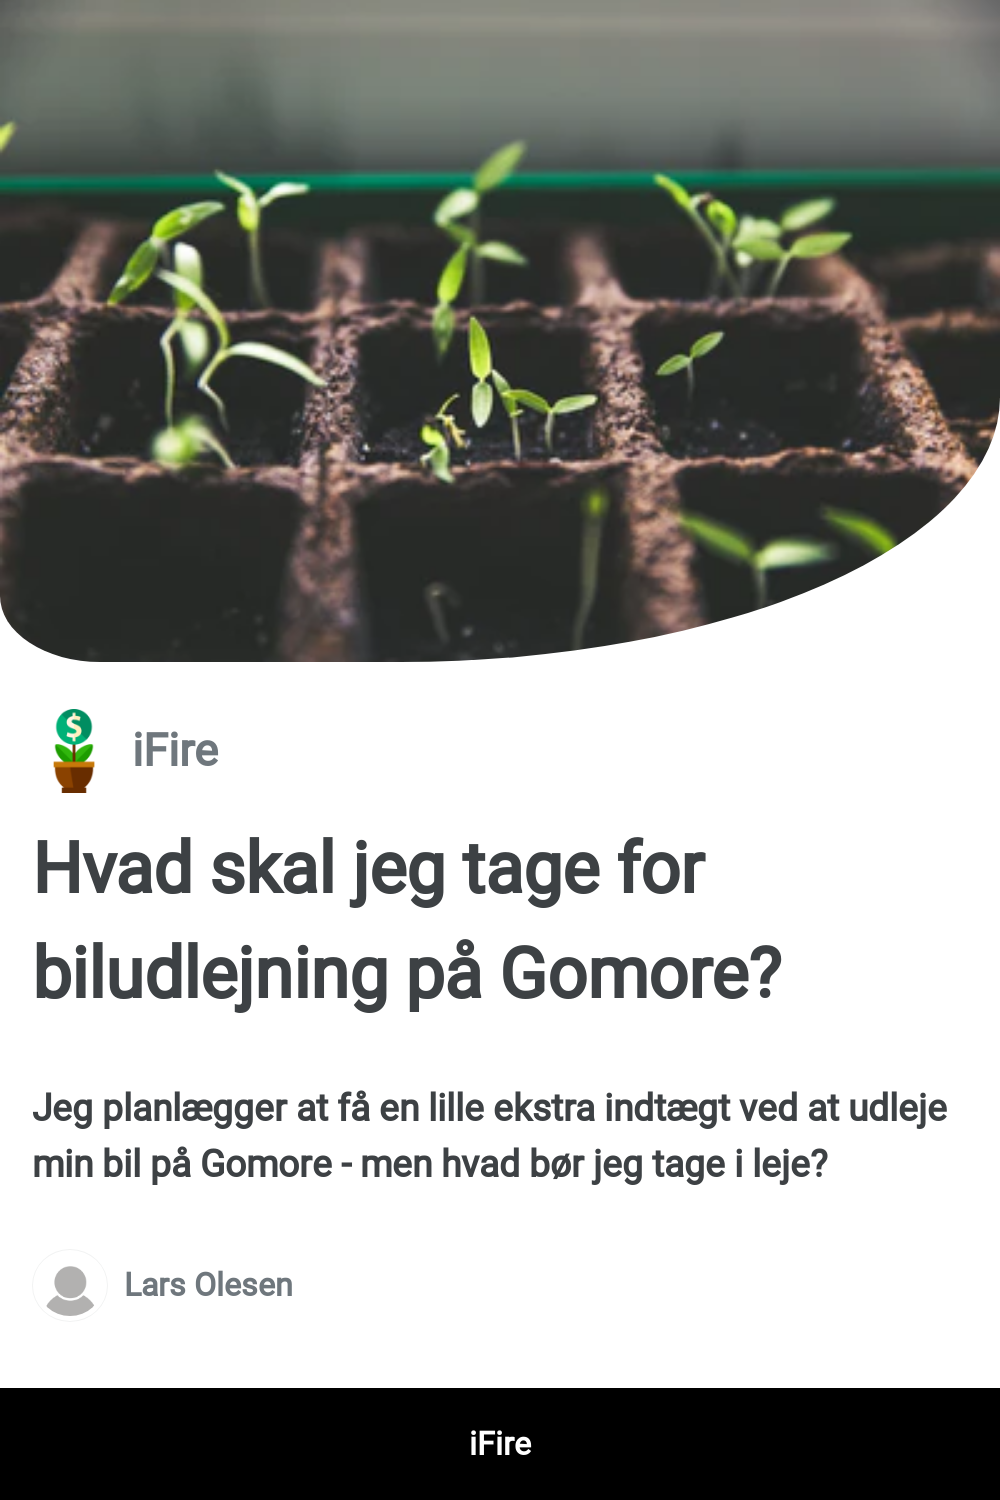 $
iFire
Hvad skal jeg tage for
biludlejning på Gomore?
Jeg planlægger at få en lille ekstra indtægt ved at udleje
min bil på Gomore - men hvad bør jeg tage i leje?
Lars Olesen
iFire